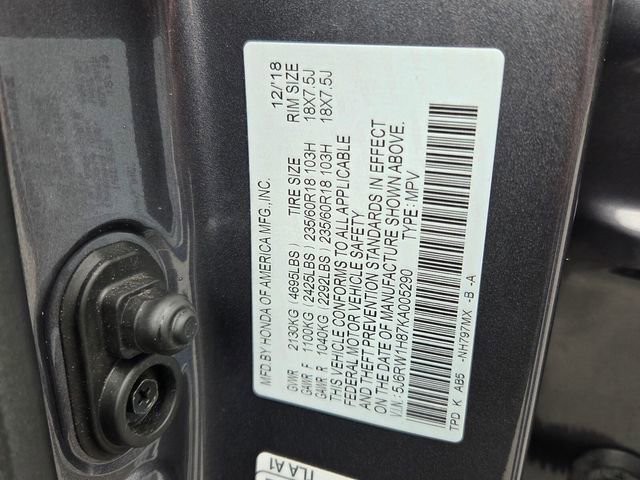 MFD.BY HONDA OF AMERICA MFG.,INC. 12/'18
GVWR 2130KG (4695LBS) TIRE SIZE RIM SIZE
GAWR F 1100KG (2425LBS) 235/60R18 103H 18X7.5J
GAWR R 1040KG (2292LBS) 235/60R18 103H 18X7.5J
THIS VEHICLE CONFORMS TO ALL APPLICABLE
FEDERAL MOTOR VEHICLE SAFETY
AND THEFT PREVENTION STANDARDS IN EFFECT
ON THE DATE OF MANUFACTURE SHOWN ABOVE.
V.I.N.: 5J6RW1H87KA005290 TYPE: MPV
TPD K AB5 -NH797MX -B -A
TLA A1